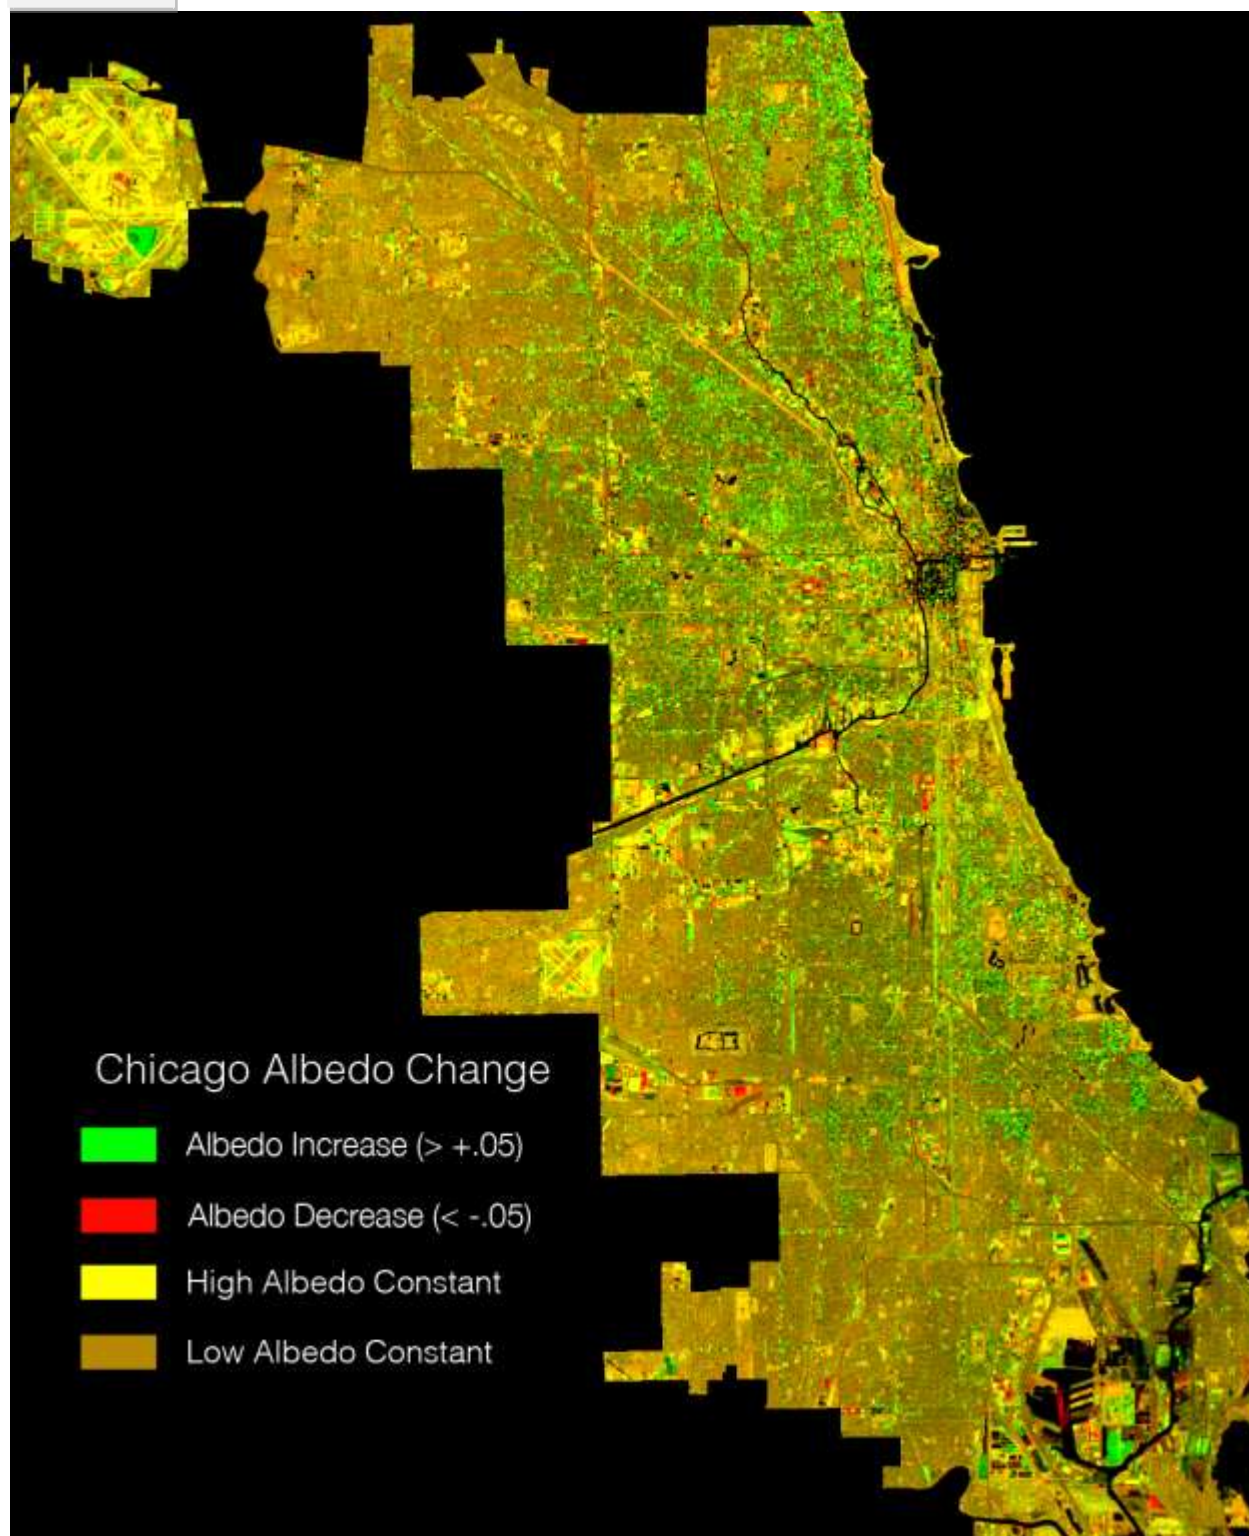 Chicago Albedo Change
Albedo Increase (> +.05)
Albedo Decrease (< -.05)
High Albedo Constant
Low Albedo Constant